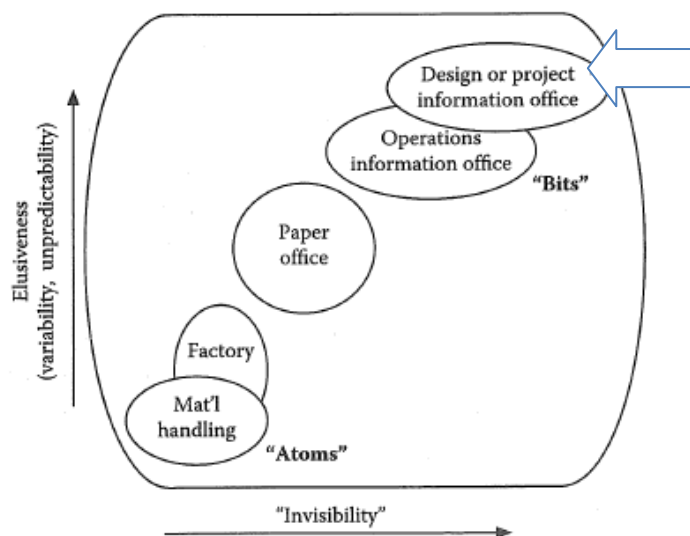 Design or project
information office
Operations
information office
"Bits"
Elusiveness
(variability, unpredictability)
Paper
office
Factory
Mat'l
handling
"Atoms"
"Invisibility"